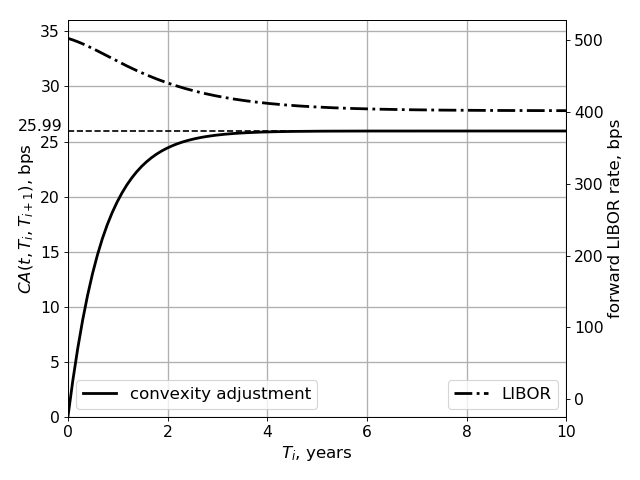 35
30
25.99
25
20
15
10
5
0
CA(t, T_i, T_{i+1}), bps
500
400
300
200
100
0
forward LIBOR rate, bps
convexity adjustment
LIBOR
0 2 4 6 8 10
T_i, years